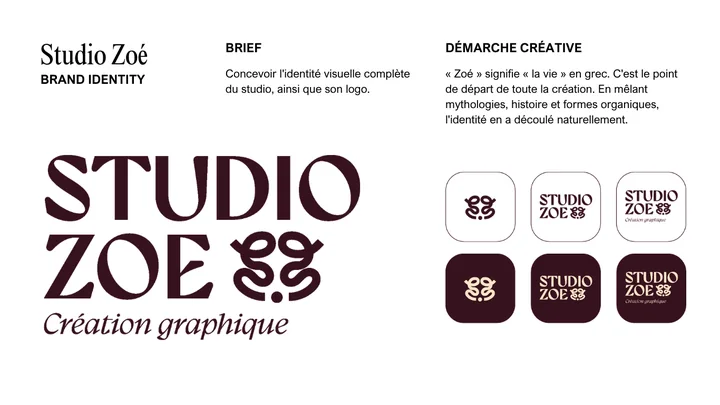 Studio Zoé
BRAND IDENTITY
BRIEF
Concevoir l'identité visuelle complète
du studio, ainsi que son logo.
DÉMARCHE CRÉATIVE
« Zoé » signifie « la vie » en grec. C'est le point
de départ de toute la création. En mêlant
mythologies, histoire et formes organiques,
l'identité en a découlé naturellement.
STUDIO
ZOE
Création graphique
STUDIO
ZOE
STUDIO
ZOE
Création graphique
STUDIO
ZOE
STUDIO
ZOE
Création graphique